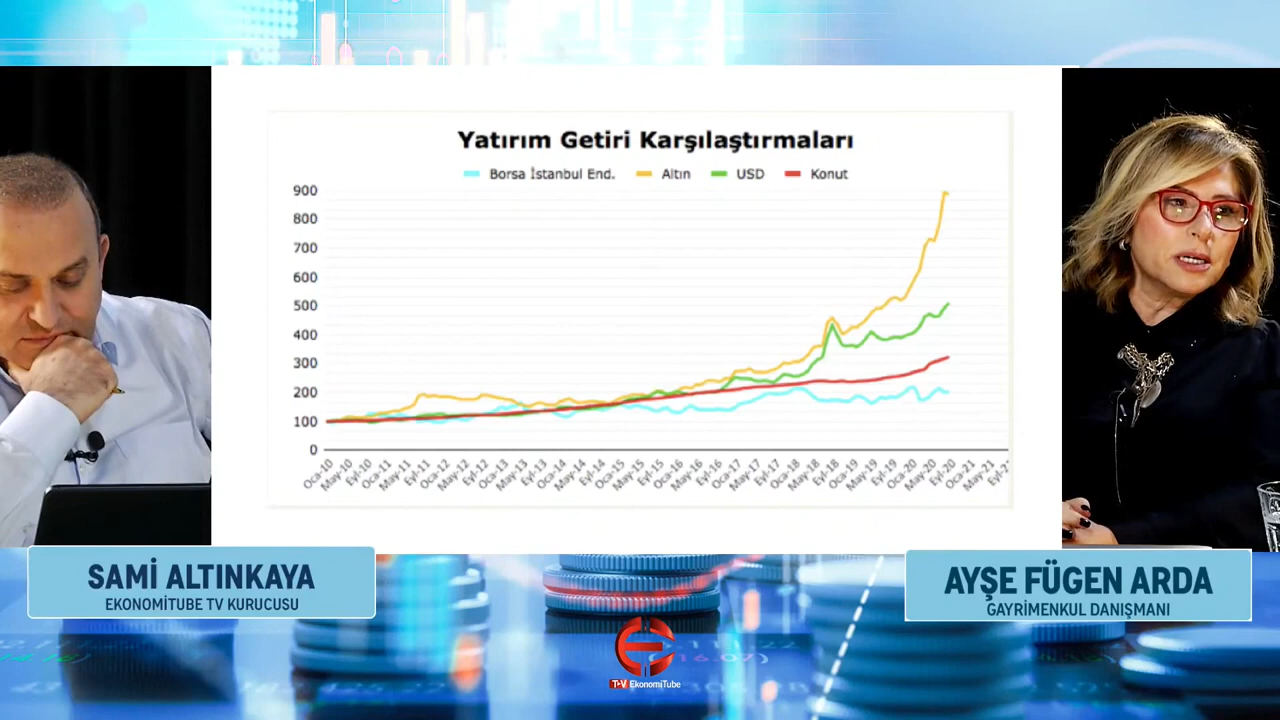 Yatırım Getiri Karşılaştırmaları
Borsa İstanbul End. Altın USD Konut
900
800
700
600
500
400
300
200
100
0
Oca-10 May-10 Eyl-10 Oca-11 May-11 Eyl-11 Oca-12 May-12 Eyl-12 Oca-13 May-13 Eyl-13 Oca-14 May-14 Eyl-14 Oca-15 May-15 Eyl-15 Oca-16 May-16 Eyl-16 Oca-17 May-17 Eyl-17 Oca-18 May-18 Eyl-18 Oca-19 May-19 Eyl-19 Oca-20 May-20 Eyl-20 Oca-21 May-21
SAMİ ALTINKAYA
EKONOMİTUBE TV KURUCUSU
AYŞE FÜGEN ARDA
GAYRİMENKUL DANIŞMANI
TV EkonomiTube